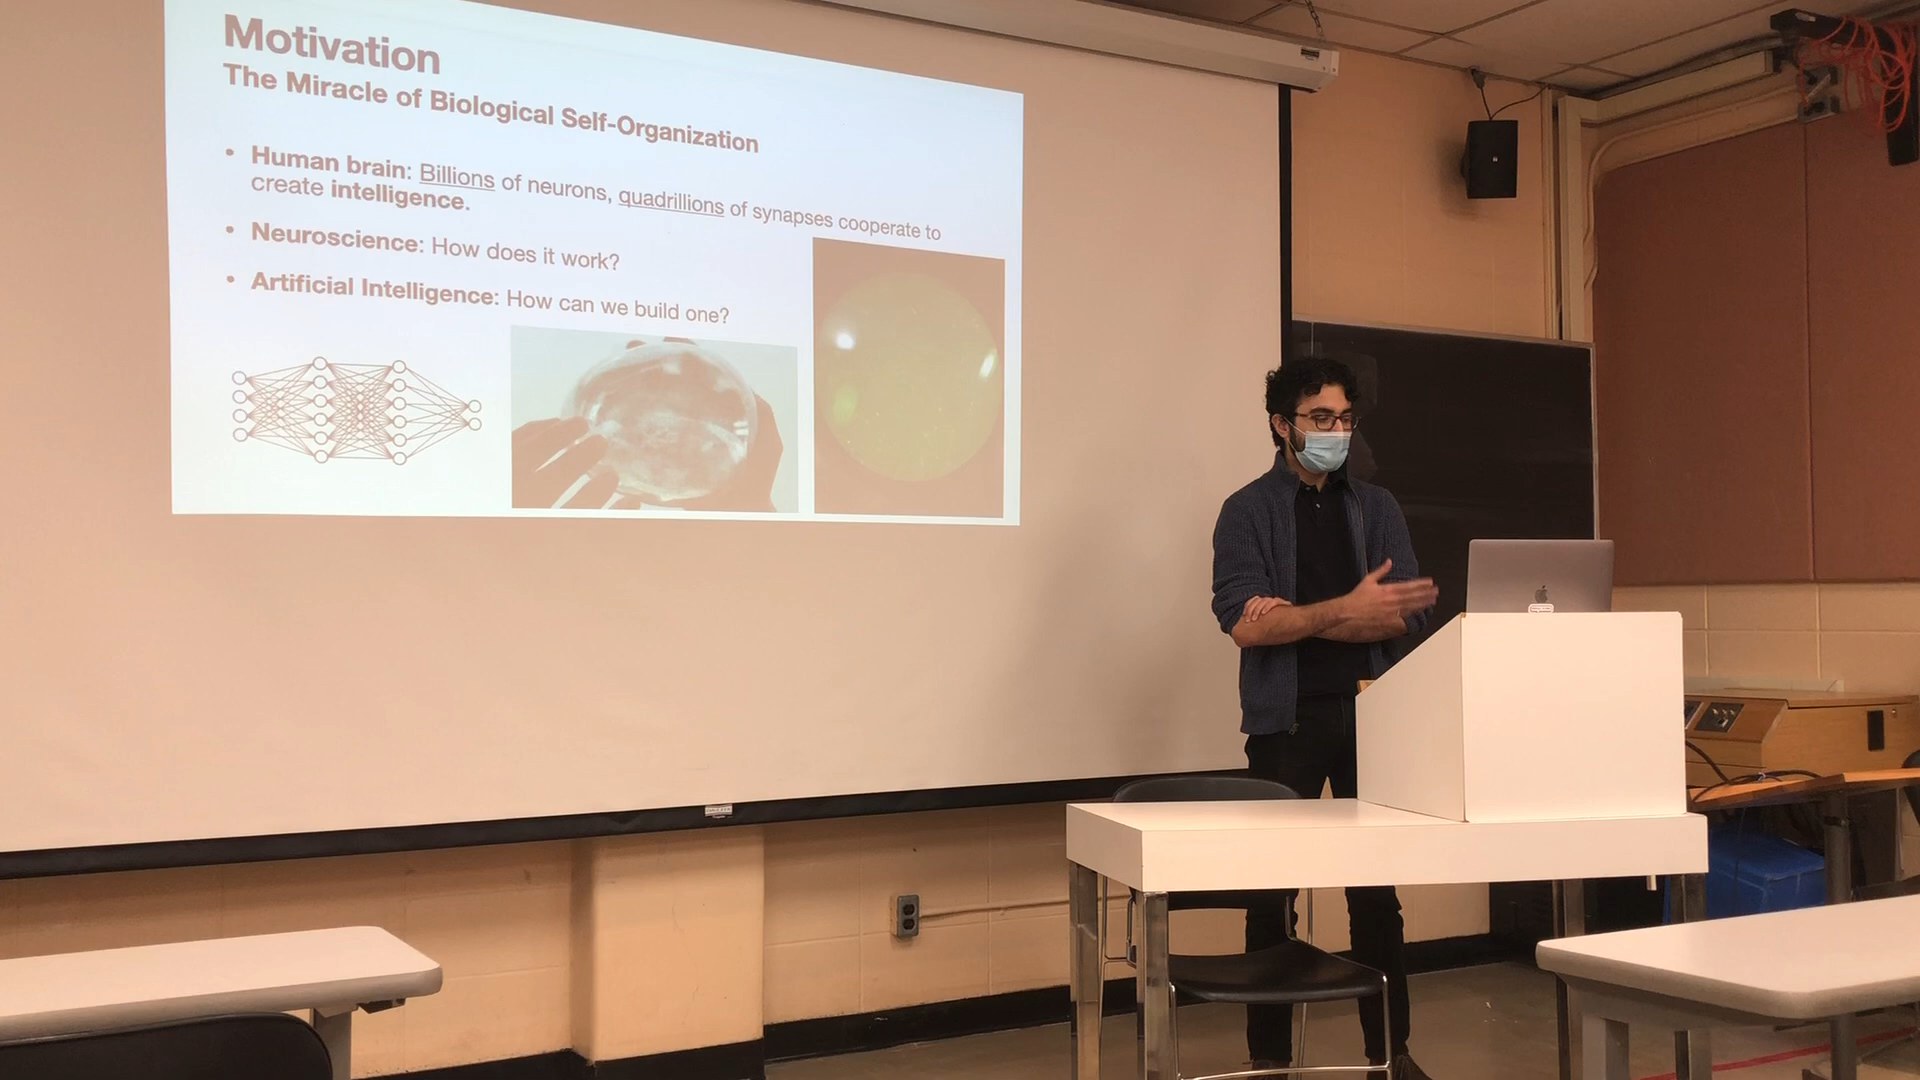 Motivation
The Miracle of Biological Self-Organization
• Human brain: Billions of neurons, quadrillions of synapses cooperate to
create intelligence.
• Neuroscience: How does it work?
• Artificial Intelligence: How can we build one?